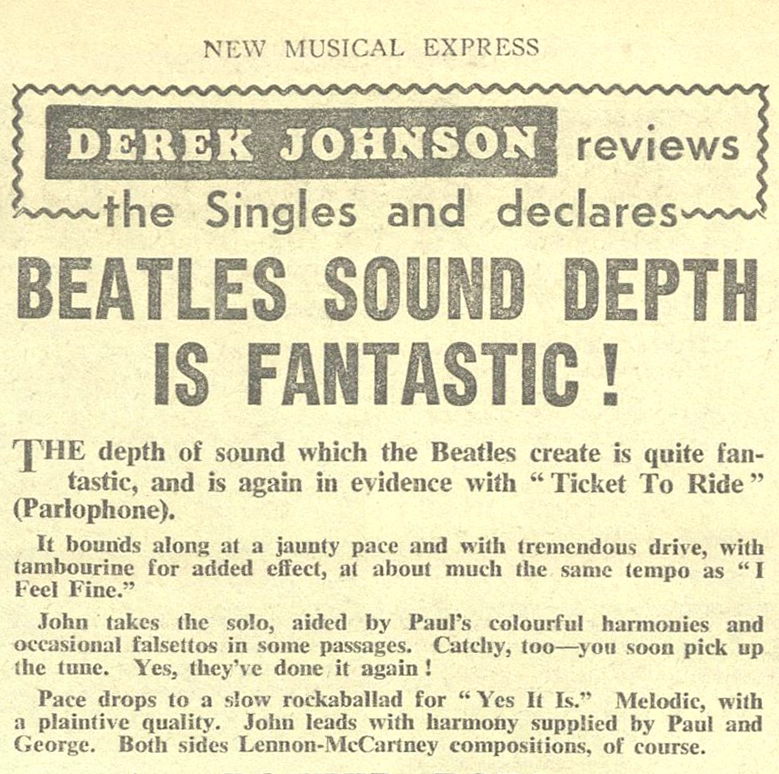 NEW MUSICAL EXPRESS
DEREK JOHNSON reviews
the Singles and declares
BEATLES SOUND DEPTH
IS FANTASTIC !
THE depth of sound which the Beatles create is quite fan-
tastic, and is again in evidence with “ Ticket To Ride ”
(Parlophone).
It bounds along at a jaunty pace and with tremendous drive, with
tambourine for added effect, at about much the same tempo as “ I
Feel Fine.”
John takes the solo, aided by Paul’s colourful harmonies and
occasional falsettos in some passages. Catchy, too—you soon pick up
the tune. Yes, they’ve done it again !
Pace drops to a slow rockaballad for “ Yes It Is.” Melodic, with
a plaintive quality. John leads with harmony supplied by Paul and
George. Both sides Lennon-McCartney compositions, of course.